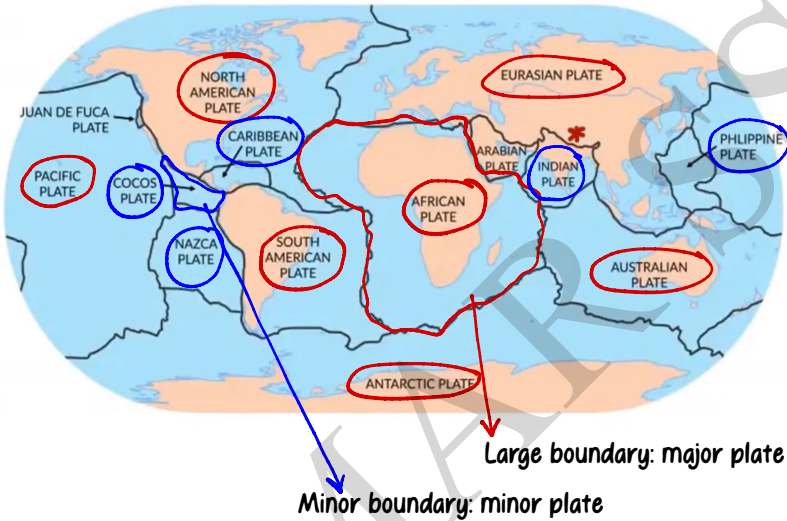 NORTH
AMERICAN
PLATE
EURASIAN PLATE
JUAN DE FUCA
PLATE
CARIBBEAN
PLATE
PHLIPPINE
PLATE
ARABIAN
PLATE
INDIAN
PLATE
PACIFIC
PLATE
COCOS
PLATE
AFRICAN
PLATE
NAZCA
PLATE
SOUTH
AMERICAN
PLATE
AUSTRALIAN
PLATE
ANTARCTIC PLATE
Large boundary: major plate
Minor boundary: minor plate